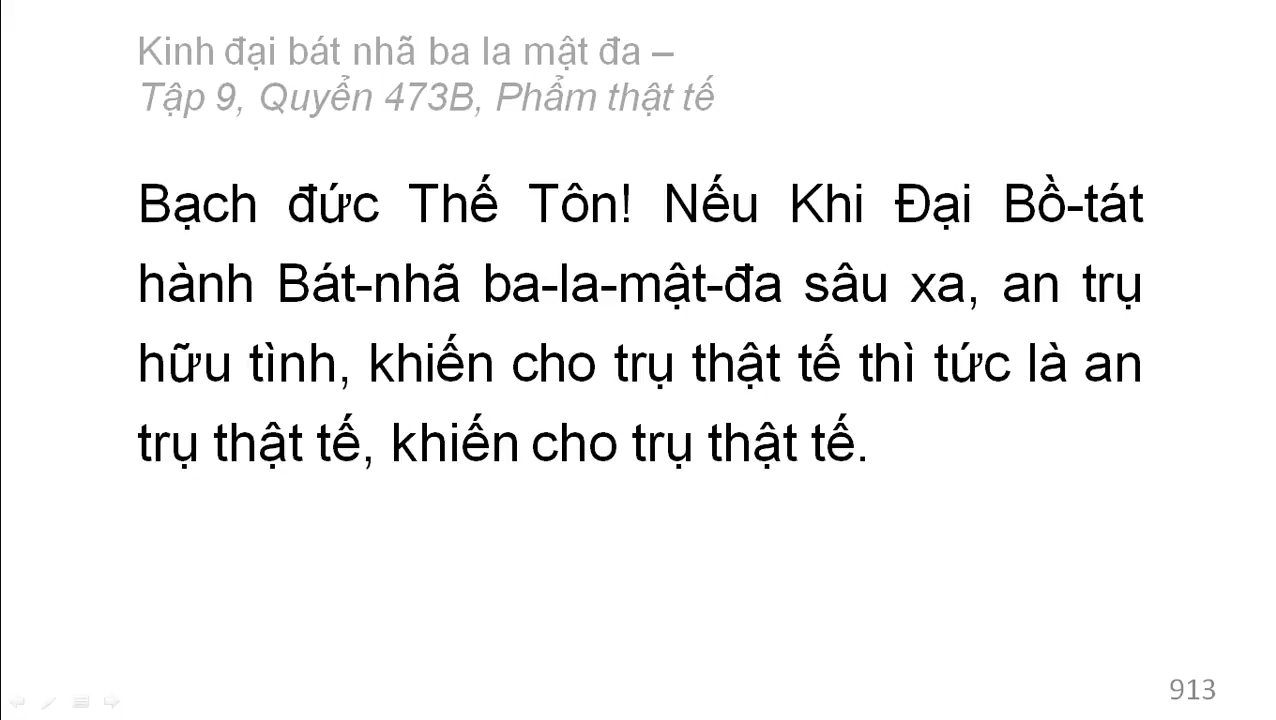 Kinh đại bát nhã ba la mật đa –
Tập 9, Quyển 473B, Phẩm thật tế
Bạch đức Thế Tôn! Nếu Khi Đại Bồ-tát
hành Bát-nhã ba-la-mật-đa sâu xa, an trụ
hữu tình, khiến cho trụ thật tế thì tức là an
trụ thật tế, khiến cho trụ thật tế.
913